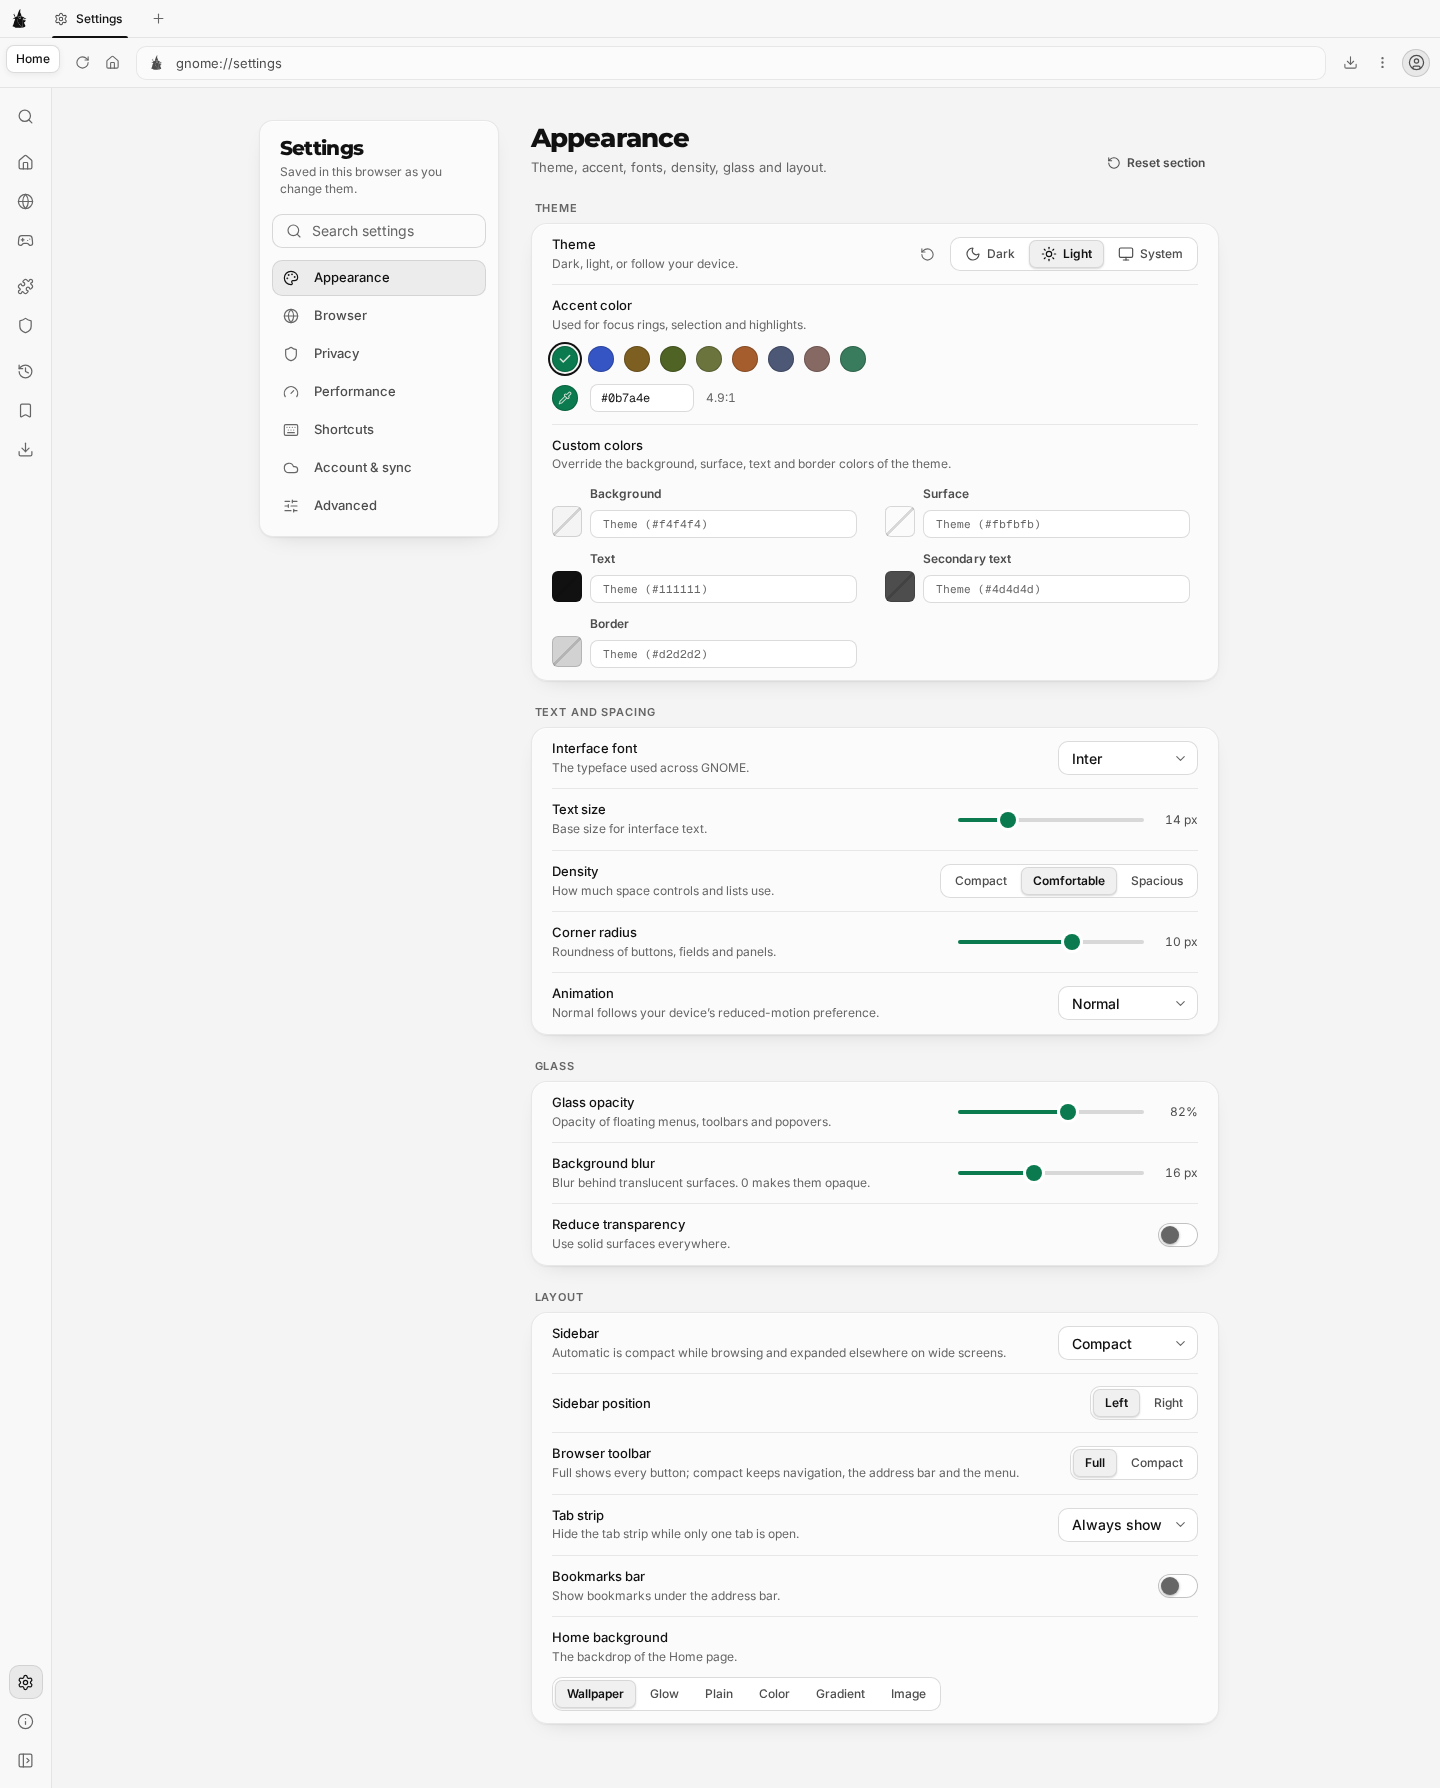 Settings
Home
gnome://settings
Settings
Saved in this browser as you
change them.
Search settings
Appearance
Browser
Privacy
Performance
Shortcuts
Account & sync
Advanced
Appearance
Theme, accent, fonts, density, glass and layout.
Reset section
THEME
Theme
Dark, light, or follow your device.
Dark
Light
System
Accent color
Used for focus rings, selection and highlights.
#0b7a4e
4.9:1
Custom colors
Override the background, surface, text and border colors of the theme.
Background
Theme (#f4f4f4)
Surface
Theme (#fbfbfb)
Text
Theme (#111111)
Secondary text
Theme (#4d4d4d)
Border
Theme (#d2d2d2)
TEXT AND SPACING
Interface font
The typeface used across GNOME.
Inter
Text size
Base size for interface text.
14 px
Density
How much space controls and lists use.
Compact
Comfortable
Spacious
Corner radius
Roundness of buttons, fields and panels.
10 px
Animation
Normal follows your device’s reduced-motion preference.
Normal
GLASS
Glass opacity
Opacity of floating menus, toolbars and popovers.
82%
Background blur
Blur behind translucent surfaces. 0 makes them opaque.
16 px
Reduce transparency
Use solid surfaces everywhere.
LAYOUT
Sidebar
Automatic is compact while browsing and expanded elsewhere on wide screens.
Compact
Sidebar position
Left
Right
Browser toolbar
Full shows every button; compact keeps navigation, the address bar and the menu.
Full
Compact
Tab strip
Hide the tab strip while only one tab is open.
Always show
Bookmarks bar
Show bookmarks under the address bar.
Home background
The backdrop of the Home page.
Wallpaper
Glow
Plain
Color
Gradient
Image